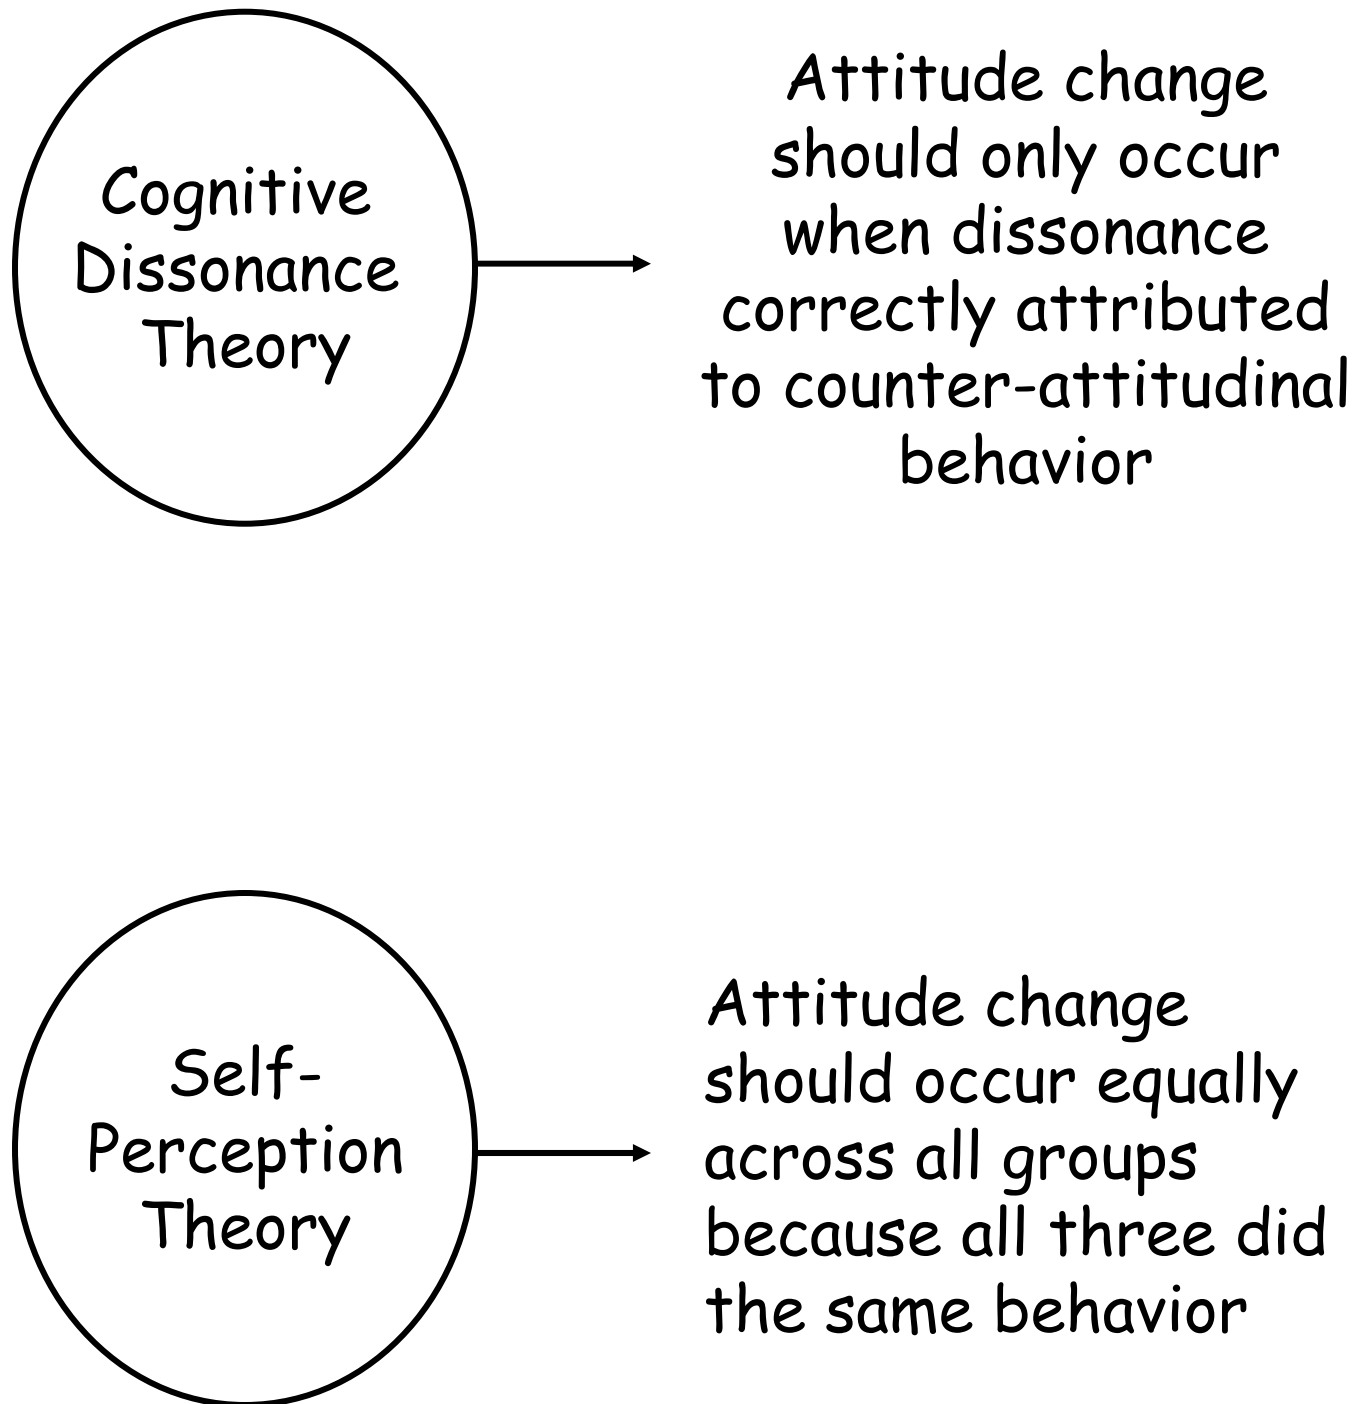 Cognitive
Dissonance
Theory
Attitude change
should only occur
when dissonance
correctly attributed
to counter-attitudinal
behavior
Self-
Perception
Theory
Attitude change
should occur equally
across all groups
because all three did
the same behavior